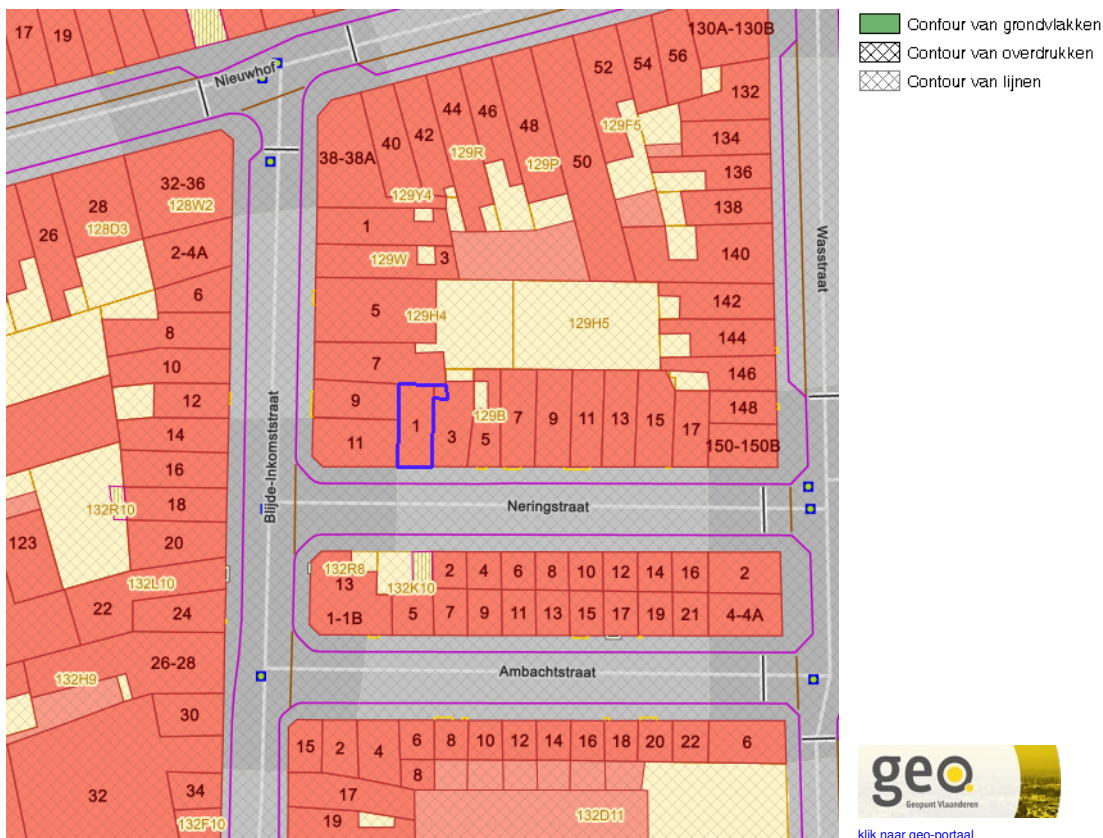 17 19
130A-130B
Contour van grondvlakken
Contour van overdrukken
Contour van lijnen
Nieuwhof
52 54 56
132
44 46 48
129F5
134
40 42
38-38A
129R 129P 50
136
32-36
128W2
129Y4
138
28
128D3
26
1
2-4A
129W 3
140
Wasstraat
6
5
129H4
129H5
142
8
144
10
7
146
12
9
1
129B
148
14
11
3 5 7 9 11 13 15 17
150-150B
16
Blijde-Inkomststraat
132R10
18
Neringstraat
123
20
132R8
13
132K10
2 4 6 8 10 12 14 16 2
132L10
22 24
1-1B
5 7 9 11 13 15 17 19 21 4-4A
26-28
132H9
Ambachtstraat
30
15 2 4 6 8 10 12 14 16 18 20 22 6
8
32
34
17
19
132F10
132D11
geo.
Geopunt Vlaanderen
klik naar geo-portaal